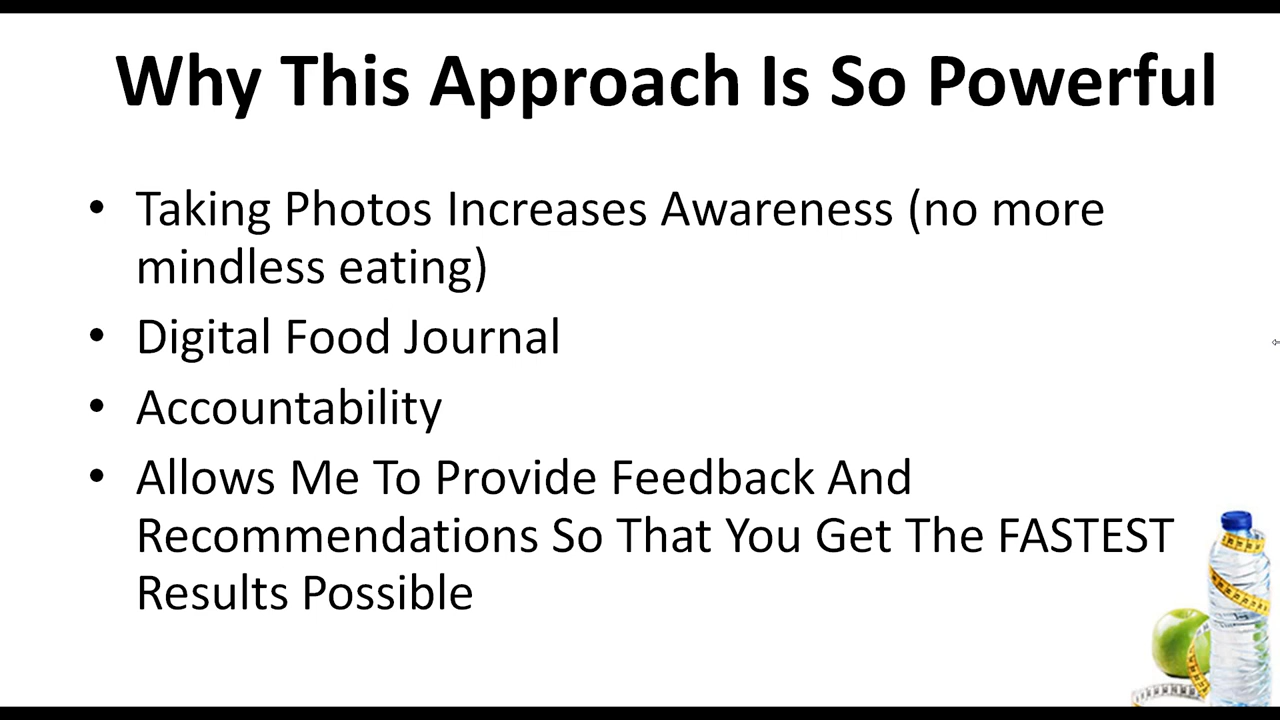 Why This Approach Is So Powerful
• Taking Photos Increases Awareness (no more
mindless eating)
• Digital Food Journal
• Accountability
• Allows Me To Provide Feedback And
Recommendations So That You Get The FASTEST
Results Possible